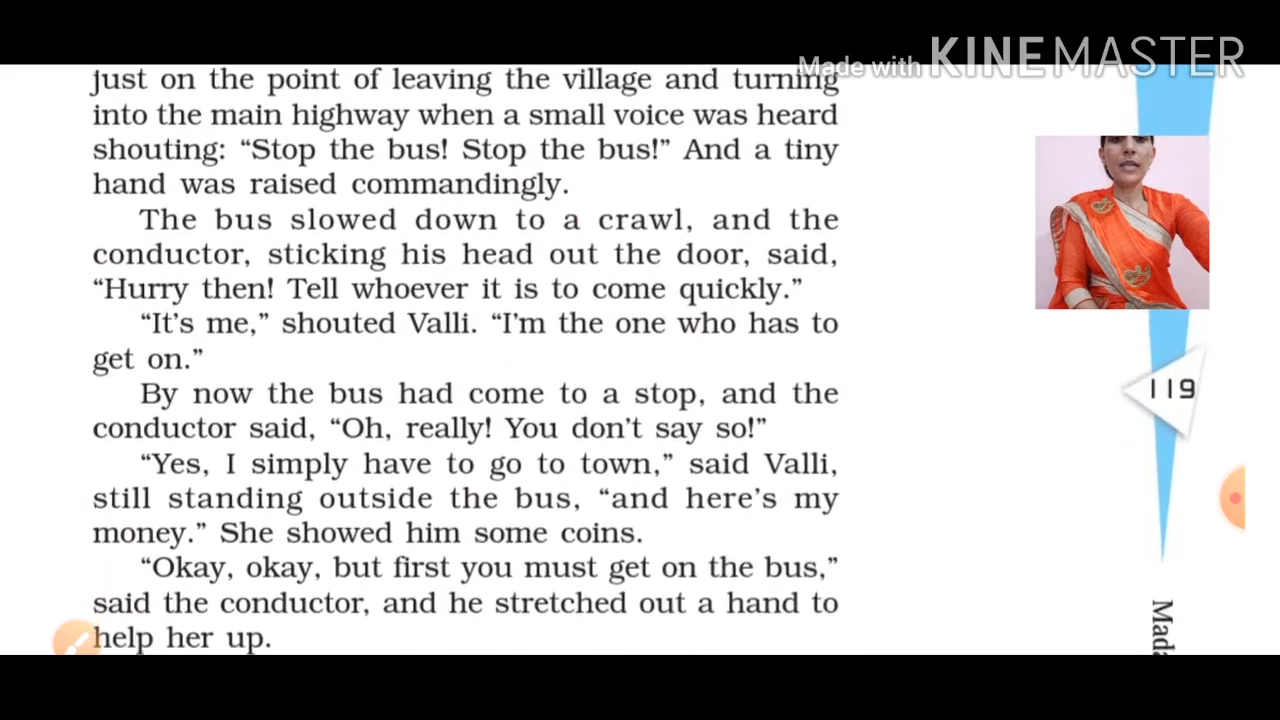 Made with KINEMASTER
just on the point of leaving the village and turning
into the main highway when a small voice was heard
shouting: “Stop the bus! Stop the bus!” And a tiny
hand was raised commandingly.
The bus slowed down to a crawl, and the
conductor, sticking his head out the door, said,
“Hurry then! Tell whoever it is to come quickly.”
“It’s me,” shouted Valli. “I’m the one who has to
get on.”
By now the bus had come to a stop, and the
conductor said, “Oh, really! You don’t say so!”
“Yes, I simply have to go to town,” said Valli,
still standing outside the bus, “and here’s my
money.” She showed him some coins.
“Okay, okay, but first you must get on the bus,”
said the conductor, and he stretched out a hand to
help her up.
119
Mada